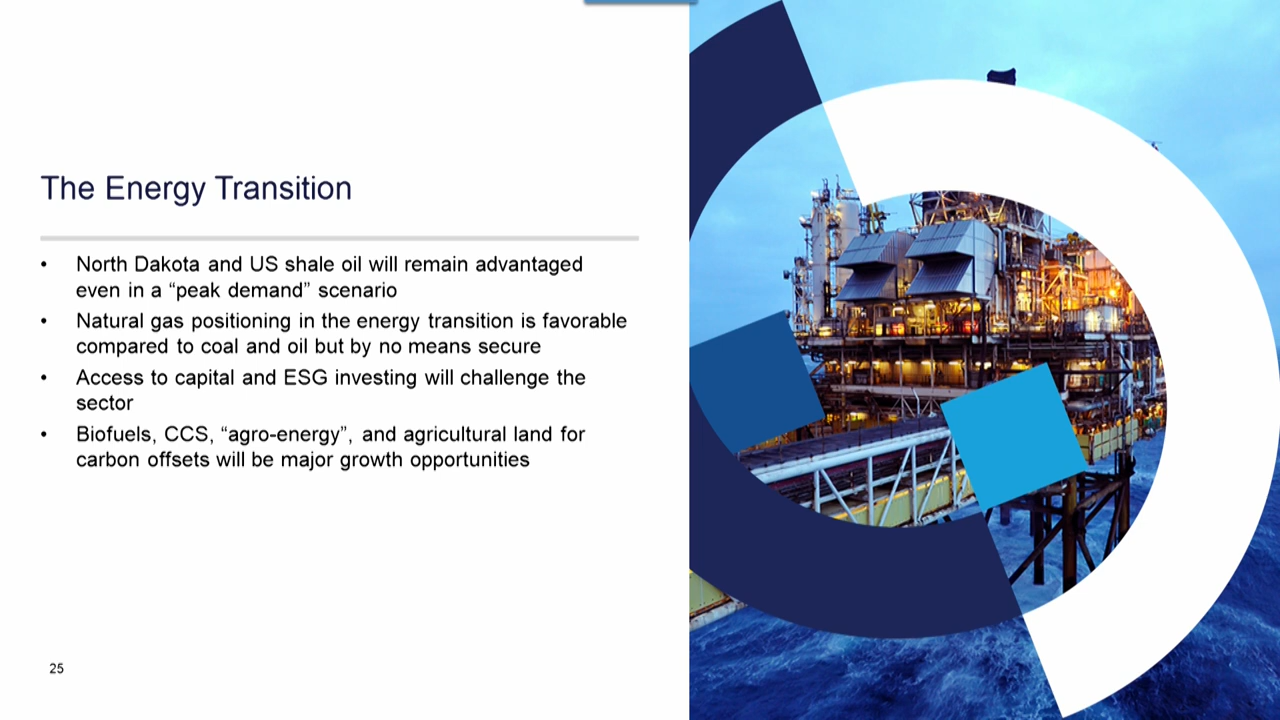 The Energy Transition
• North Dakota and US shale oil will remain advantaged
even in a “peak demand” scenario
• Natural gas positioning in the energy transition is favorable
compared to coal and oil but by no means secure
• Access to capital and ESG investing will challenge the
sector
• Biofuels, CCS, “agro-energy”, and agricultural land for
carbon offsets will be major growth opportunities
25